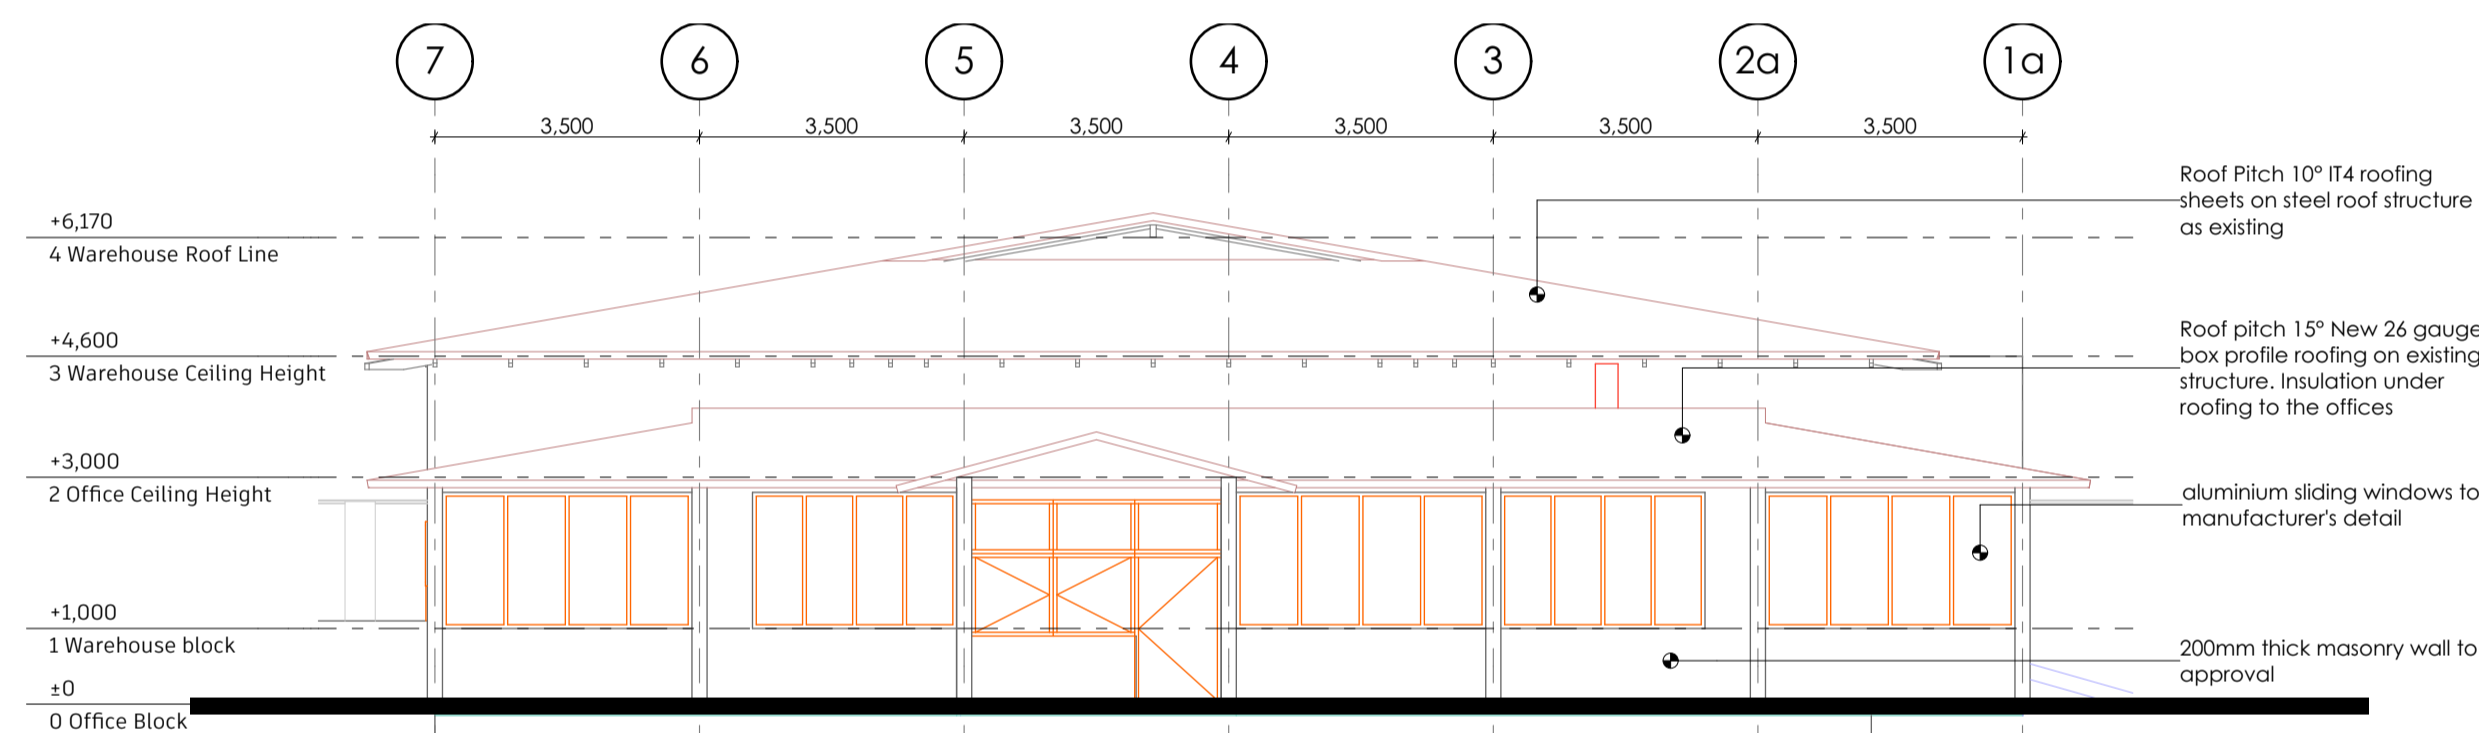 7 6 5 4 3 2a 1a
3,500 3,500 3,500 3,500 3,500 3,500
Roof Pitch 10° IT4 roofing
sheets on steel roof structure
as existing
+6,170
4 Warehouse Roof Line
Roof pitch 15° New 26 gauge
box profile roofing on existing
structure. Insulation under
roofing to the offices
+4,600
3 Warehouse Ceiling Height
+3,000
2 Office Ceiling Height
aluminium sliding windows to
manufacturer's detail
+1,000
1 Warehouse block
200mm thick masonry wall to
approval
±0
0 Office Block